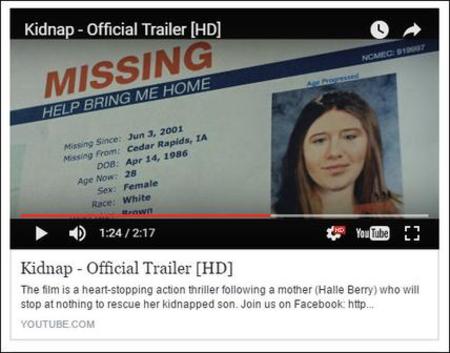 Kidnap - Official Trailer [HD]
NCMEC: 919997
MISSING
HELP BRING ME HOME
Age Progressed
Missing Since: Jun 3, 2001
Missing From: Cedar Rapids, IA
DOB: Apr 14, 1986
Age Now: 28
Sex: Female
Race: White
Brown
1:24 / 2:17
HD
YouTube
Kidnap - Official Trailer [HD]
The film is a heart-stopping action thriller following a mother (Halle Berry) who will
stop at nothing to rescue her kidnapped son. Join us on Facebook: http...
YOUTUBE.COM